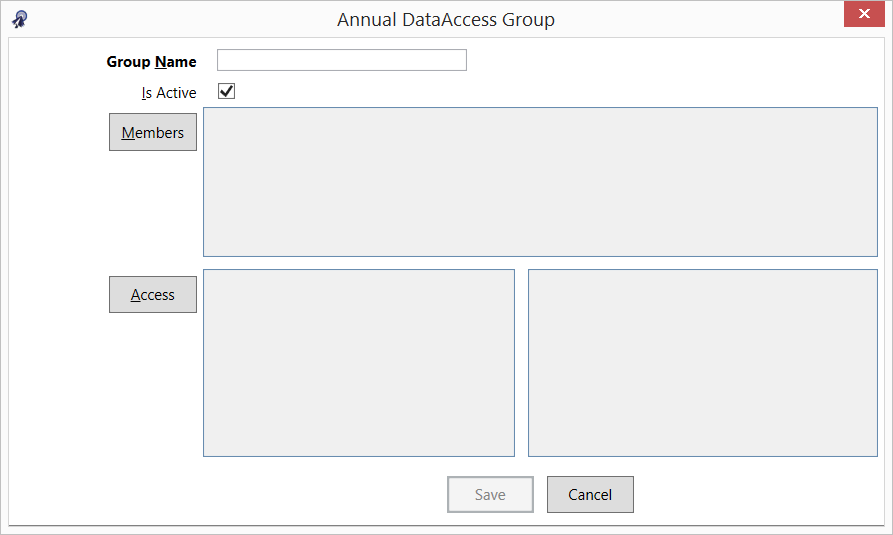 Annual DataAccess Group
Group Name
Is Active
Members
Access
Save Cancel